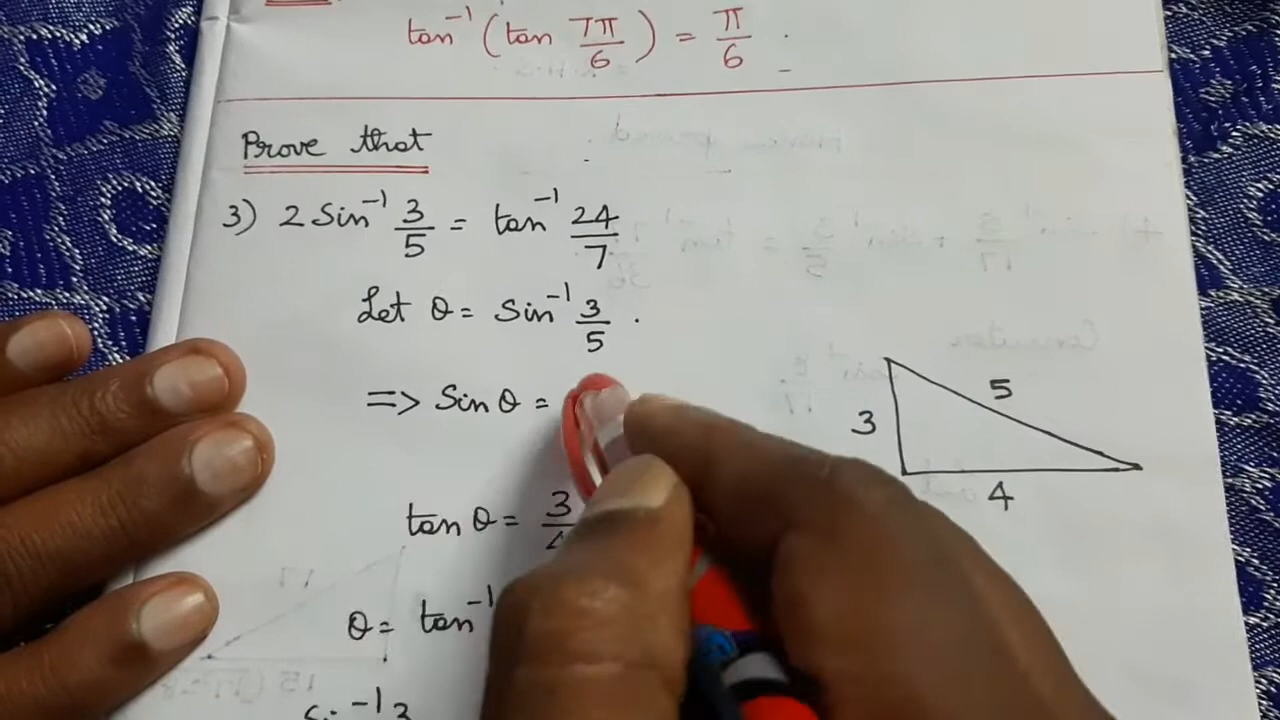 tan⁻¹(tan 7π/6) = π/6.
Prove that
3) 2 Sin⁻¹ 3/5 = tan⁻¹ 24/7
Let θ = Sin⁻¹ 3/5.
=> Sin θ =
5
3
4
tan θ = 3/4
θ = tan⁻¹